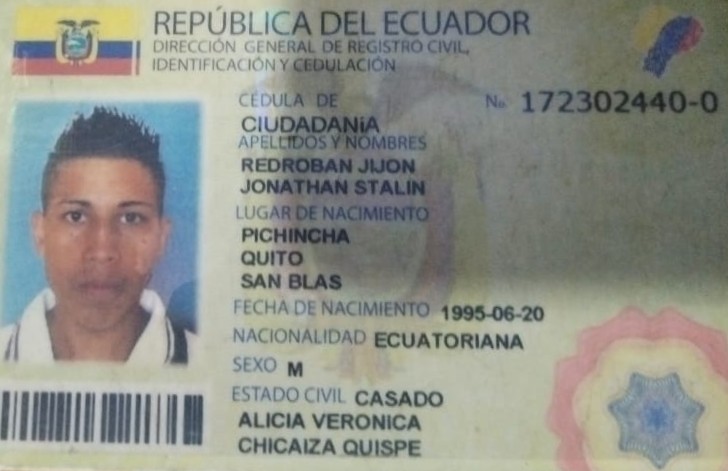 REPÚBLICA DEL ECUADOR
DIRECCIÓN GENERAL DE REGISTRO CIVIL,
IDENTIFICACIÓN Y CEDULACIÓN
CÉDULA DE No. 172302440-0
CIUDADANíA
APELLIDOS Y NOMBRES
REDROBAN JIJON
JONATHAN STALIN
LUGAR DE NACIMIENTO
PICHINCHA
QUITO
SAN BLAS
FECHA DE NACIMIENTO 1995-06-20
NACIONALIDAD ECUATORIANA
SEXO M
ESTADO CIVIL CASADO
ALICIA VERONICA
CHICAIZA QUISPE